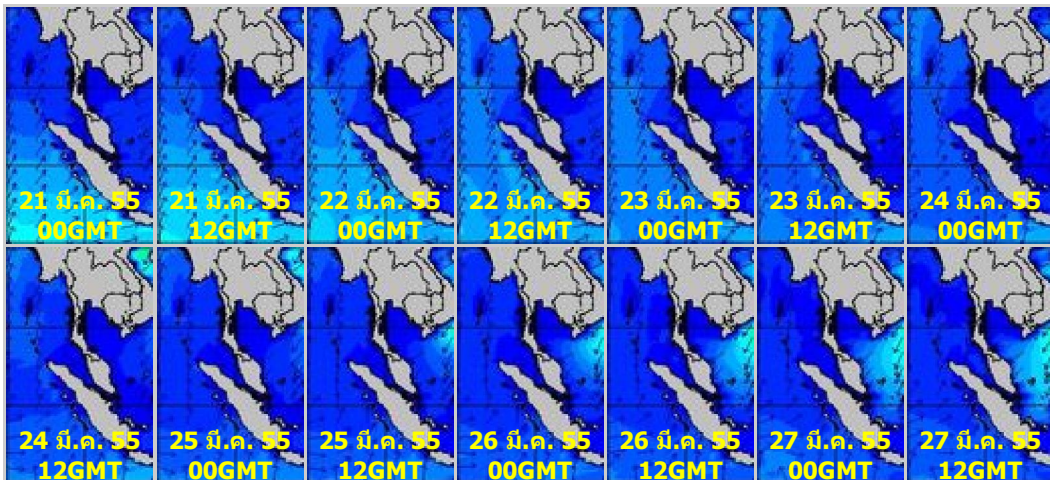 21 มี.ค. 55
00GMT
21 มี.ค. 55
12GMT
22 มี.ค. 55
00GMT
22 มี.ค. 55
12GMT
23 มี.ค. 55
00GMT
23 มี.ค. 55
12GMT
24 มี.ค. 55
00GMT
24 มี.ค. 55
12GMT
25 มี.ค. 55
00GMT
25 มี.ค. 55
12GMT
26 มี.ค. 55
00GMT
26 มี.ค. 55
12GMT
27 มี.ค. 55
00GMT
27 มี.ค. 55
12GMT